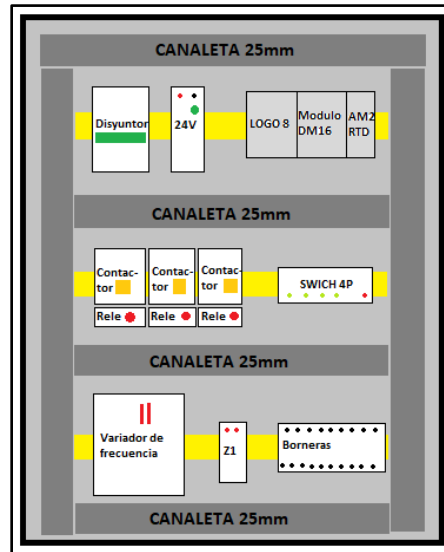 CANALETA 25mm
Disyuntor
24V
LOGO 8
Modulo
DM16
AM2
RTD
CANALETA 25mm
Contac-
tor
Contac-
tor
Contac-
tor
SWICH 4P
Rele
Rele
Rele
CANALETA 25mm
Variador de
frecuencia
Z1
Borneras
CANALETA 25mm